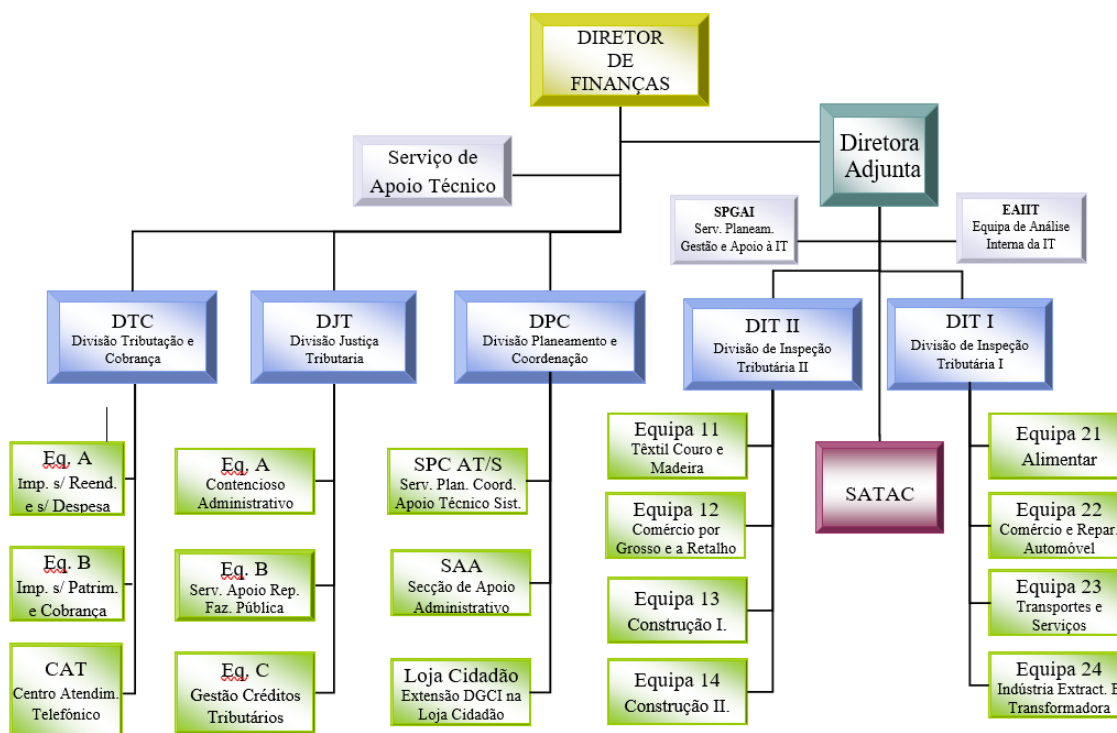 DIRETOR
DE
FINANÇAS
Diretora
Adjunta
Serviço de
Apoio Técnico
SPGAI
Serv. Planeam.
Gestão e Apoio à IT
EAIIT
Equipa de Análise
Interna da IT
DTC
Divisão Tributação e
Cobrança
DJT
Divisão Justiça
Tributaria
DPC
Divisão Planeamento e
Coordenação
DIT II
Divisão de Inspeção
Tributária II
DIT I
Divisão de Inspeção
Tributária I
Eq. A
Imp. s/ Reend.
e s/ Despesa
Eq. B
Imp. s/ Patrim.
e Cobrança
CAT
Centro Atendim.
Telefónico
Eq. A
Contencioso
Administrativo
Eq. B
Serv. Apoio Rep.
Faz. Pública
Eq. C
Gestão Créditos
Tributários
SPC AT/S
Serv. Plan. Coord.
Apoio Técnico Sist.
SAA
Secção de Apoio
Administrativo
Loja Cidadão
Extensão DGCI na
Loja Cidadão
Equipa 11
Têxtil Couro e
Madeira
Equipa 12
Comércio por
Grosso e a Retalho
Equipa 13
Construção I.
Equipa 14
Construção II.
SATAC
Equipa 21
Alimentar
Equipa 22
Comércio e Repar.
Automóvel
Equipa 23
Transportes e
Serviços
Equipa 24
Indústria Extract. E
Transformadora